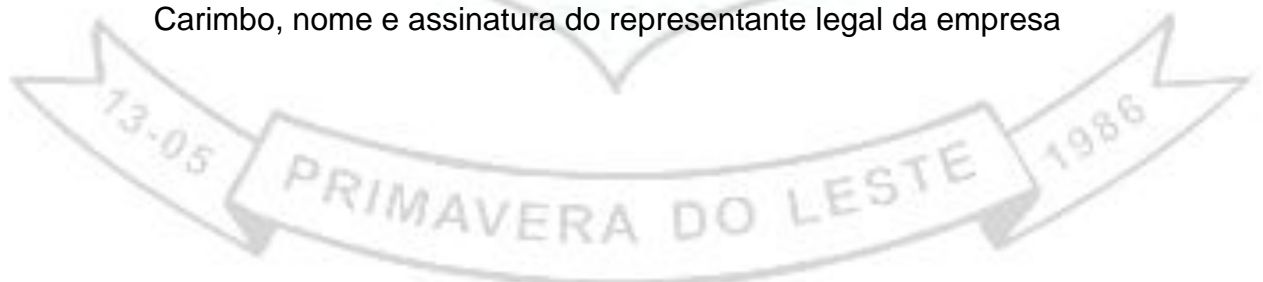 Carimbo, nome e assinatura do representante legal da empresa
13-05
PRIMAVERA DO LESTE
1986